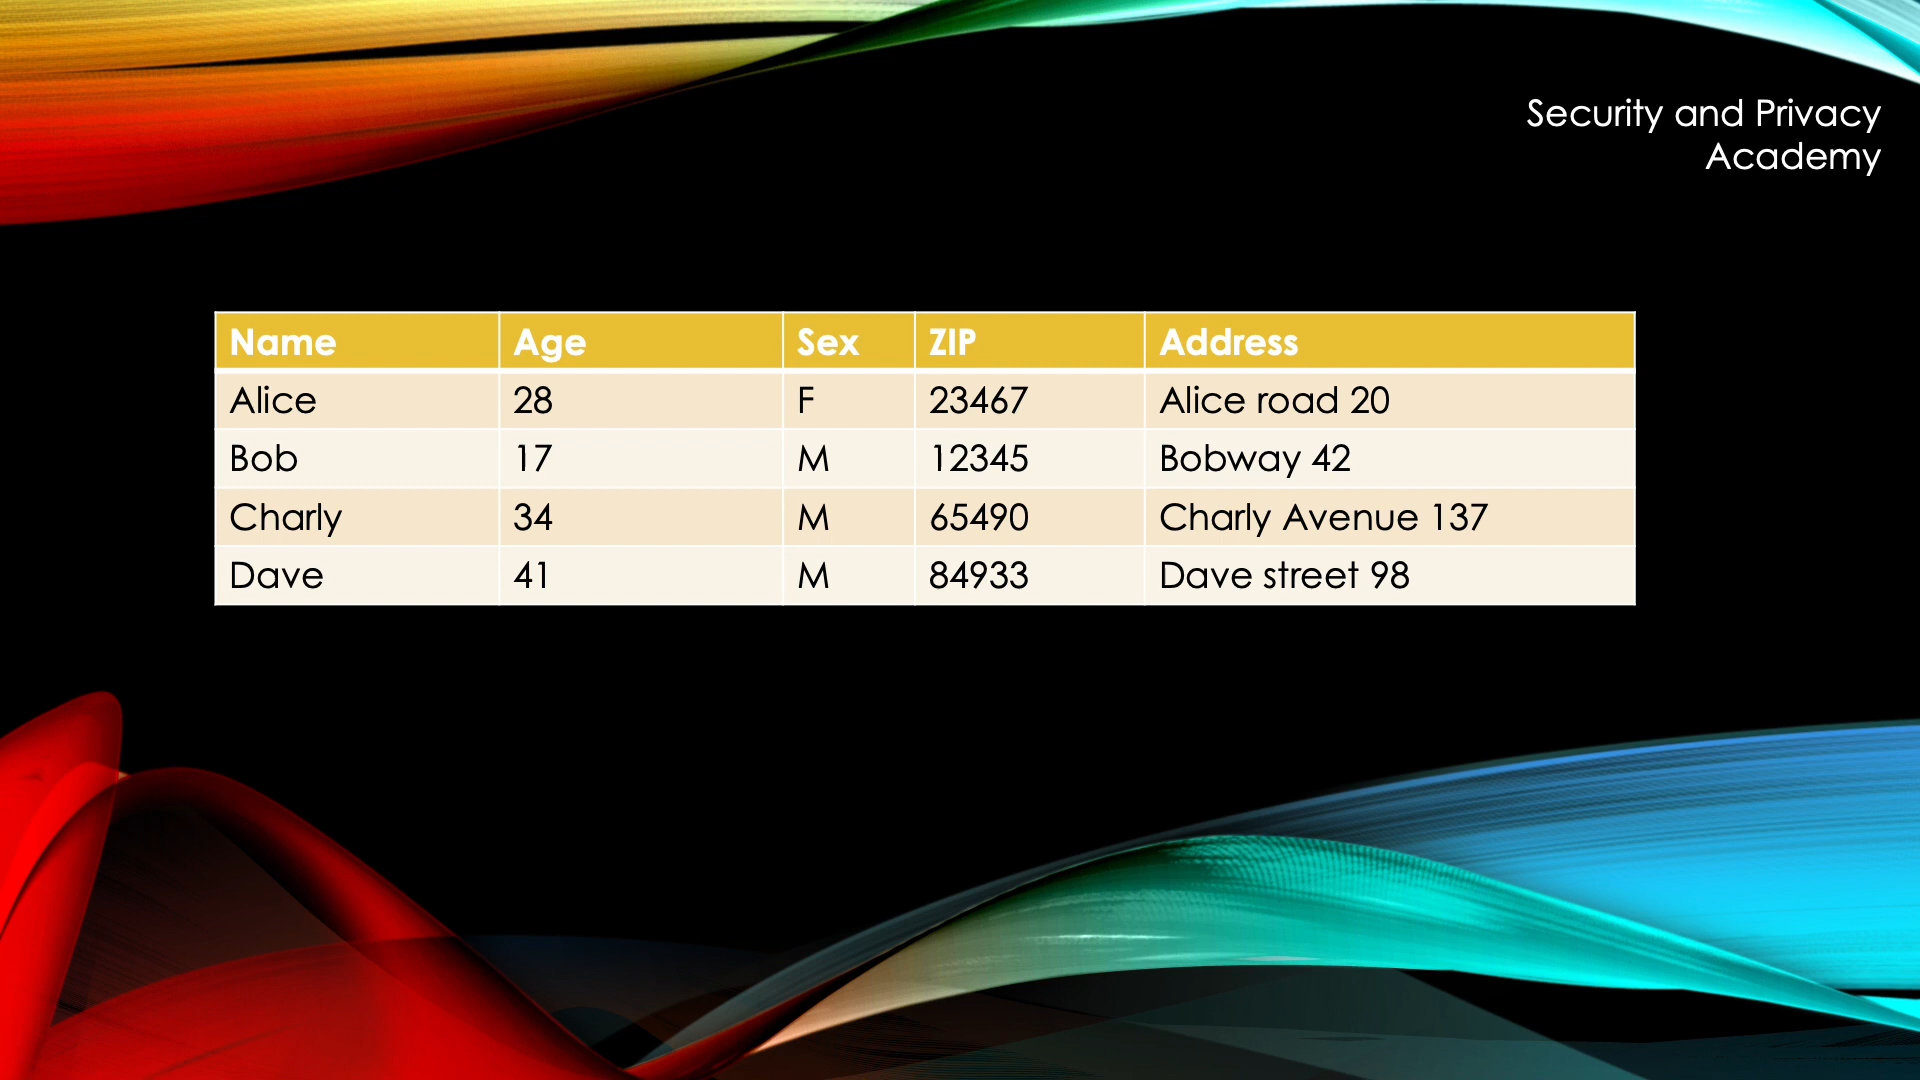 Security and Privacy
Academy
Name Age Sex ZIP Address
Alice 28 F 23467 Alice road 20
Bob 17 M 12345 Bobway 42
Charly 34 M 65490 Charly Avenue 137
Dave 41 M 84933 Dave street 98